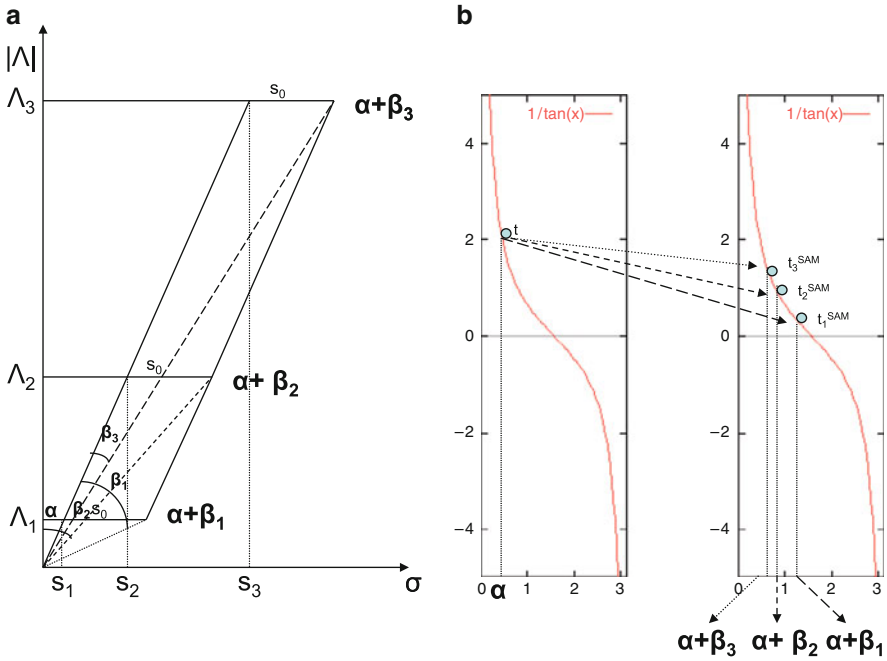 a
|Λ|
Λ₃
s₀
α+β₃
Λ₂
s₀
α+ β₂
β₃
β₁
Λ₁
α
β₂
s₀
α+β₁
s₁
s₂
s₃
σ
b
1/tan(x)
4
2
0
−2
−4
t
0
1
2
3
α
1/tan(x)
4
2
0
−2
−4
t₃ˢᴬᴹ
t₂ˢᴬᴹ
t₁ˢᴬᴹ
0
1
2
3
α+β₃
α+ β₂
α+β₁